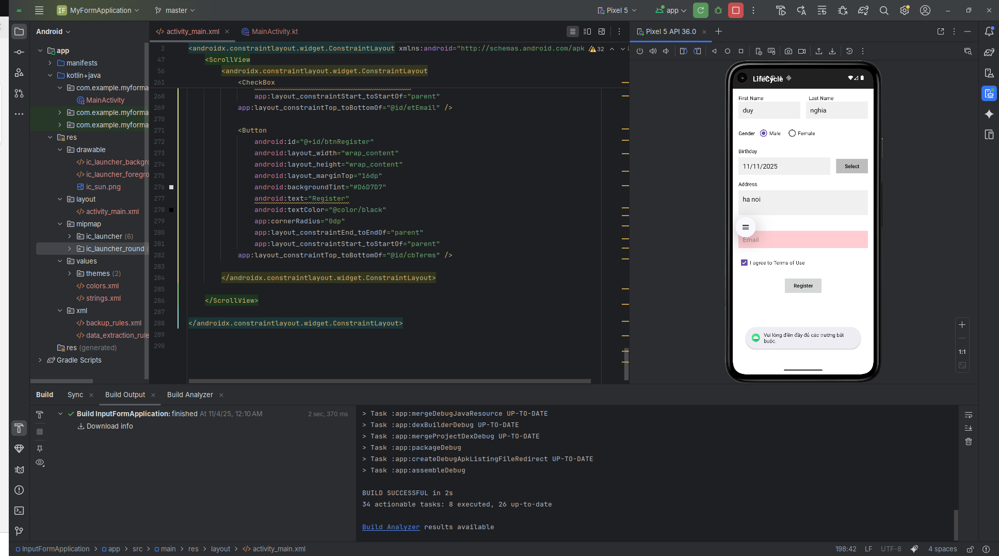 IF MyFormApplication
master
Pixel 5
app
Android
activity_main.xml
MainActivity.kt
Pixel 5 API 36.0
app
manifests
kotlin+java
com.example.myforma
MainActivity
com.example.myforma
com.example.myforma
res
drawable
ic_launcher_backgro
ic_launcher_foregro
ic_sun.png
layout
activity_main.xml
mipmap
ic_launcher (6)
ic_launcher_round (
values
themes (2)
colors.xml
strings.xml
xml
backup_rules.xml
data_extraction_rule
res (generated)
Gradle Scripts
2 <androidx.constraintlayout.widget.ConstraintLayout xmlns:android="http://schemas.android.com/apk 32
47 <ScrollView
56 <androidx.constraintlayout.widget.ConstraintLayout
261 <CheckBox
268 app:layout_constraintStart_toStartOf="parent"
269 app:layout_constraintTop_toBottomOf="@id/etEmail" />
270
271 <Button
272 android:id="@+id/btnRegister"
273 android:layout_width="wrap_content"
274 android:layout_height="wrap_content"
275 android:layout_marginTop="16dp"
276 android:backgroundTint="#D6D7D7"
277 android:text="Register"
278 android:textColor="@color/black"
279 app:cornerRadius="0dp"
280 app:layout_constraintEnd_toEndOf="parent"
281 app:layout_constraintStart_toStartOf="parent"
282 app:layout_constraintTop_toBottomOf="@id/cbTerms" />
283
284 </androidx.constraintlayout.widget.ConstraintLayout>
285
286 </ScrollView>
287
288 </androidx.constraintlayout.widget.ConstraintLayout>
289
290
LifeCycle
First Name Last Name
duy nghia
Gender Male Female
Birthday
11/11/2025 Select
Address
ha noi
Email
I agree to Terms of Use
Register
Vui lòng điền đầy đủ các trường bắt
buộc.
1:1
Build Sync Build Output Build Analyzer
Build InputFormApplication: finished At 11/4/25, 12:10 AM 2 sec, 370 ms
Download info
> Task :app:mergeDebugJavaResource UP-TO-DATE
> Task :app:dexBuilderDebug UP-TO-DATE
> Task :app:mergeProjectDexDebug UP-TO-DATE
> Task :app:packageDebug
> Task :app:createDebugApkListingFileRedirect UP-TO-DATE
> Task :app:assembleDebug
BUILD SUCCESSFUL in 2s
34 actionable tasks: 8 executed, 26 up-to-date
Build Analyzer results available
InputFormApplication > app > src > main > res > layout > activity_main.xml
198:42 LF UTF-8 4 spaces